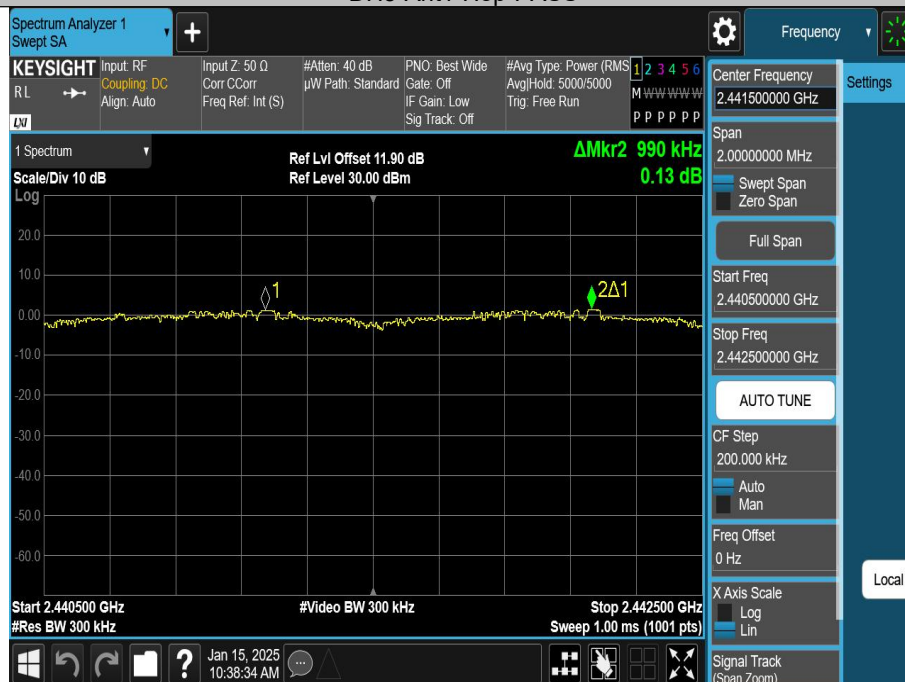 Spectrum Analyzer 1
Swept SA
+
Frequency
KEYSIGHT
RL
LXI
Input: RF
Coupling: DC
Align: Auto
Input Z: 50 Ω
Corr CCorr
Freq Ref: Int (S)
#Atten: 40 dB
µW Path: Standard
PNO: Best Wide
Gate: Off
IF Gain: Low
Sig Track: Off
#Avg Type: Power (RMS
Avg|Hold: 5000/5000
Trig: Free Run
1 2 3 4 5 6
M W W W W W
P P P P P P
1 Spectrum
Scale/Div 10 dB
Log
Ref Lvl Offset 11.90 dB
Ref Level 30.00 dBm
ΔMkr2 990 kHz
0.13 dB
20.0
10.0
0.00
-10.0
-20.0
-30.0
-40.0
-50.0
-60.0
1
2Δ1
Start 2.440500 GHz
#Res BW 300 kHz
#Video BW 300 kHz
Stop 2.442500 GHz
Sweep 1.00 ms (1001 pts)
Jan 15, 2025
10:38:34 AM
?
Center Frequency
2.441500000 GHz
Settings
Span
2.00000000 MHz
Swept Span
Zero Span
Full Span
Start Freq
2.440500000 GHz
Stop Freq
2.442500000 GHz
AUTO TUNE
CF Step
200.000 kHz
Auto
Man
Freq Offset
0 Hz
Local
X Axis Scale
Log
Lin
Signal Track
(Span Zoom)